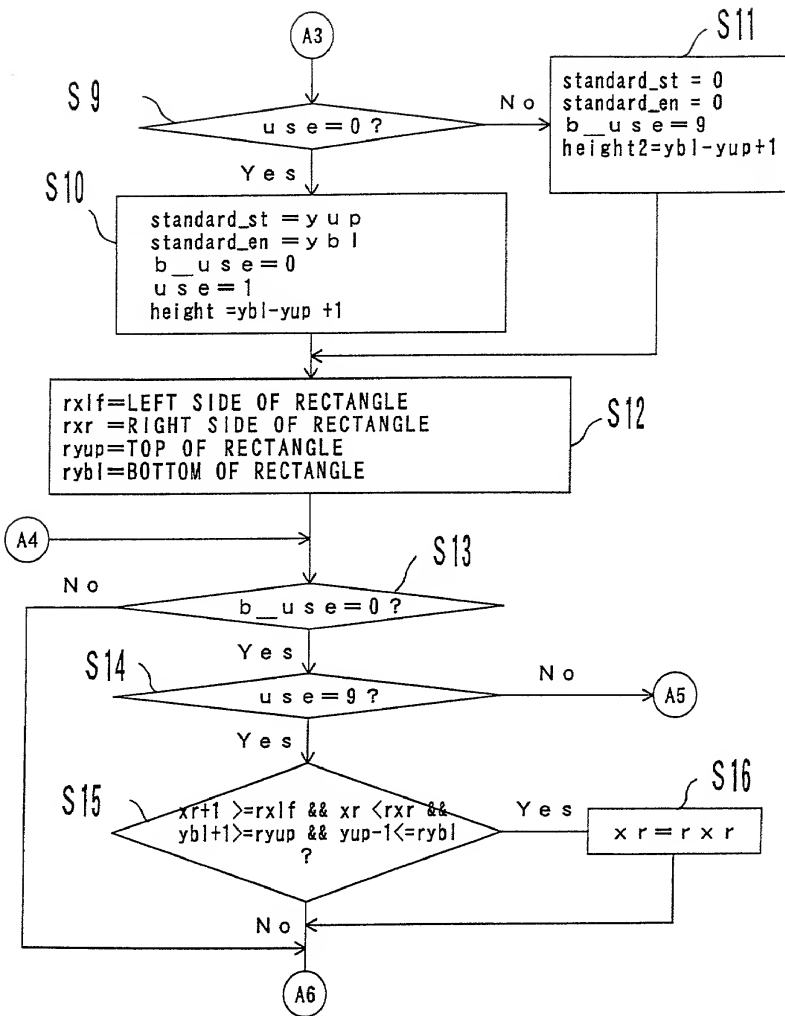 A3
S9
use=0?
No
S11
standard_st = 0
standard_en = 0
b__use=9
height2=ybl-yup+1
Yes
S10
standard_st=yup
standard_en=ybl
b__use=0
use=1
height =ybl-yup +1
rxlf=LEFT SIDE OF RECTANGLE
rxr =RIGHT SIDE OF RECTANGLE
ryup=TOP OF RECTANGLE
rybl=BOTTOM OF RECTANGLE
S12
A4
S13
No
b__use=0?
Yes
S14
use=9?
No
A5
Yes
S15
xr+1 >=rxlf && xr <rxr &&
ybl+1>=ryup && yup-1<=rybl
?
Yes
S16
xr=rxr
No
A6